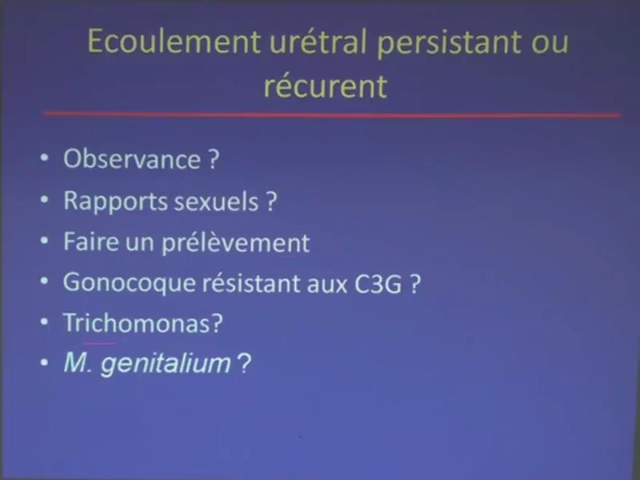 Ecoulement urétral persistant ou
récurent
• Observance ?
• Rapports sexuels ?
• Faire un prélèvement
• Gonocoque résistant aux C3G ?
• Trichomonas?
• M. genitalium ?